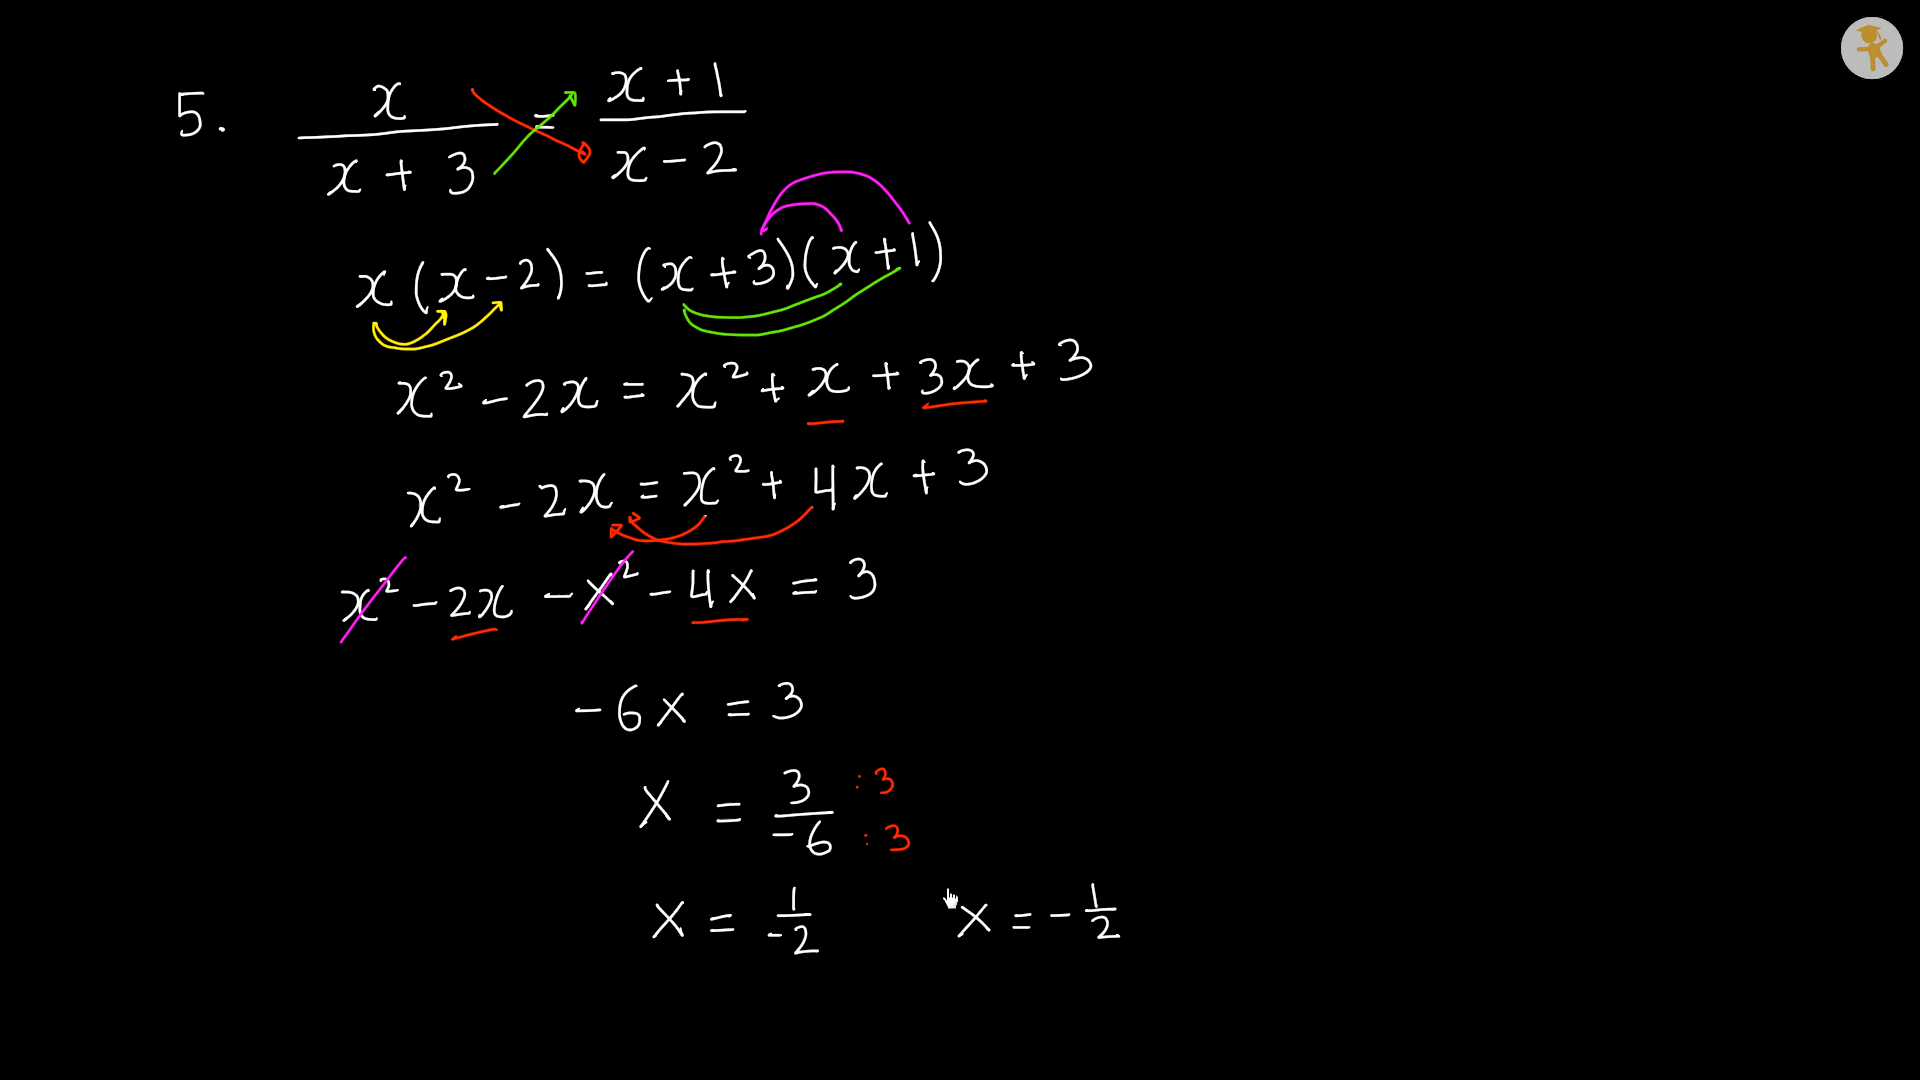 5. x/(x + 3) = (x + 1)/(x - 2)
x(x - 2) = (x + 3)(x + 1)
x² - 2x = x² + x + 3x + 3
x² - 2x = x² + 4x + 3
x² - 2x - x² - 4x = 3
-6x = 3
x = 3/-6 :3 :3
x = 1/-2 x = -1/2